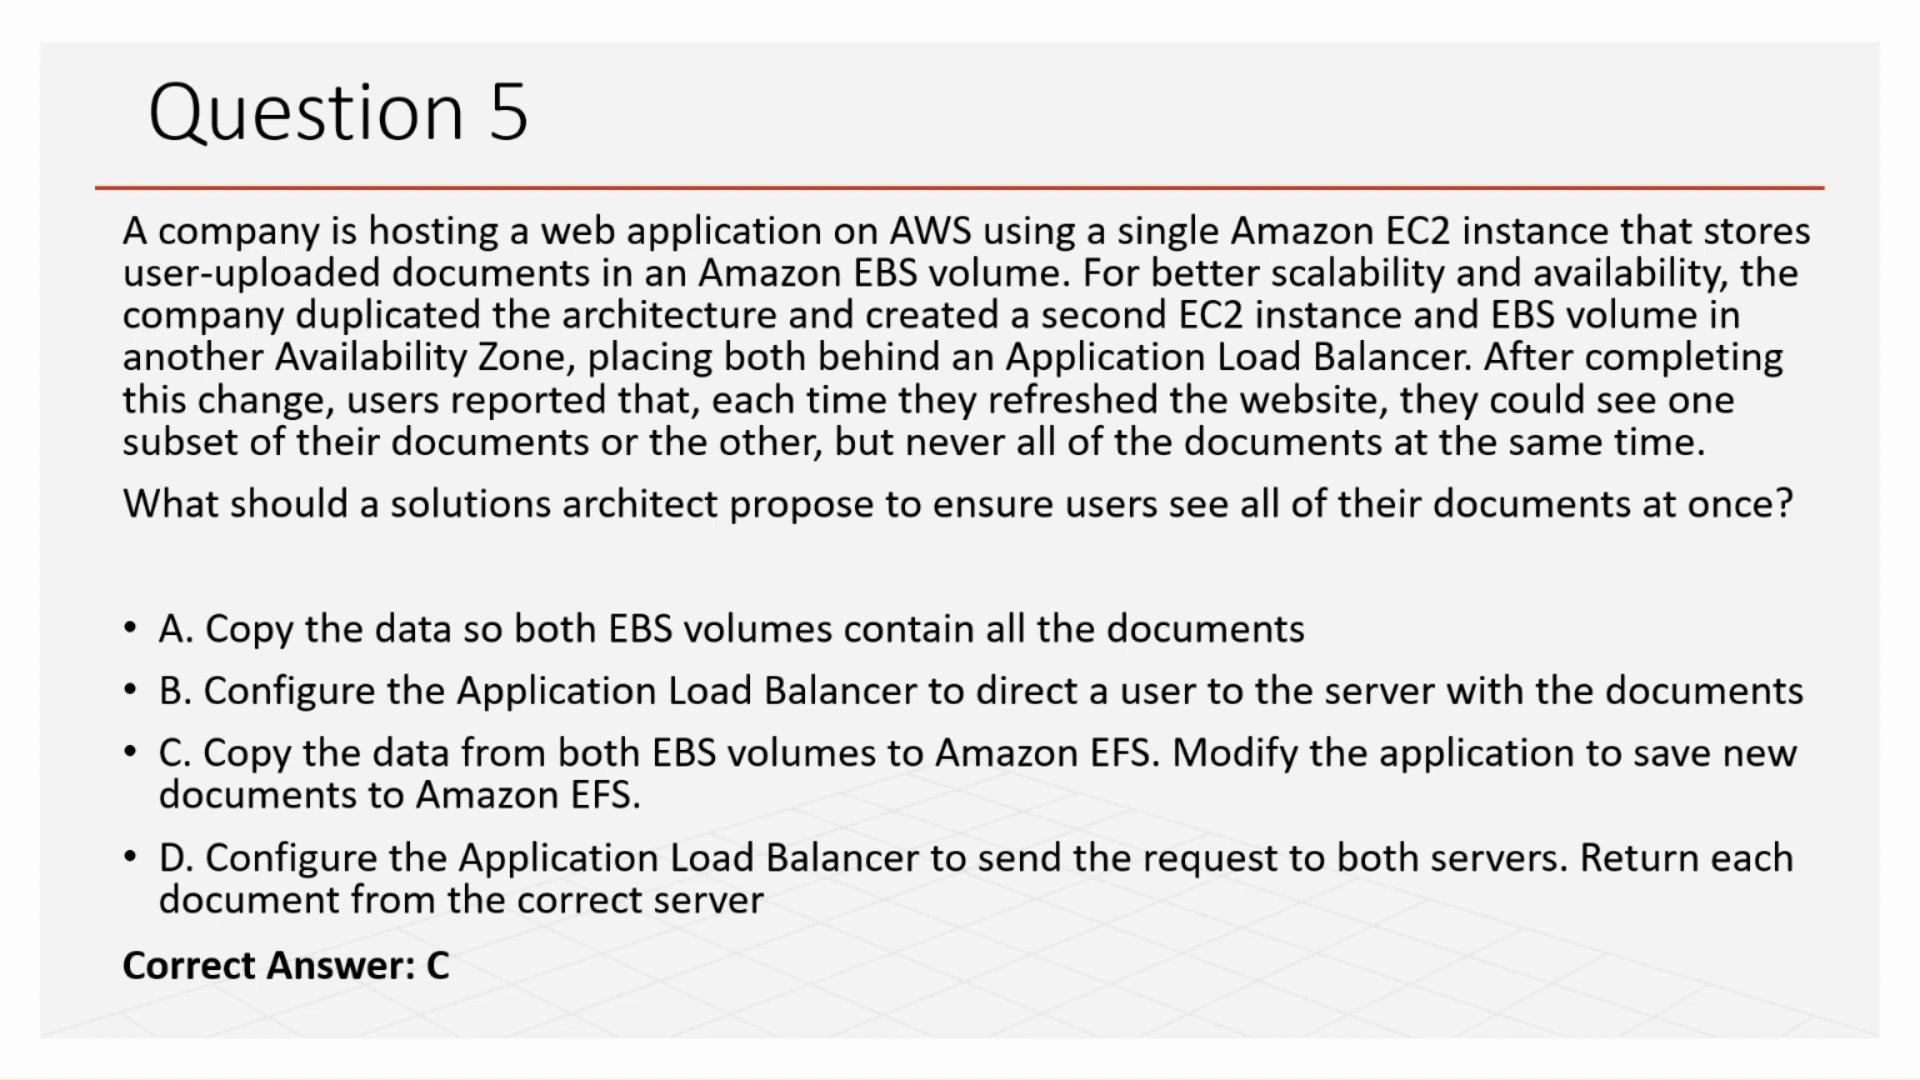 Question 5
A company is hosting a web application on AWS using a single Amazon EC2 instance that stores
user-uploaded documents in an Amazon EBS volume. For better scalability and availability, the
company duplicated the architecture and created a second EC2 instance and EBS volume in
another Availability Zone, placing both behind an Application Load Balancer. After completing
this change, users reported that, each time they refreshed the website, they could see one
subset of their documents or the other, but never all of the documents at the same time.
What should a solutions architect propose to ensure users see all of their documents at once?
• A. Copy the data so both EBS volumes contain all the documents
• B. Configure the Application Load Balancer to direct a user to the server with the documents
• C. Copy the data from both EBS volumes to Amazon EFS. Modify the application to save new
documents to Amazon EFS.
• D. Configure the Application Load Balancer to send the request to both servers. Return each
document from the correct server
Correct Answer: C